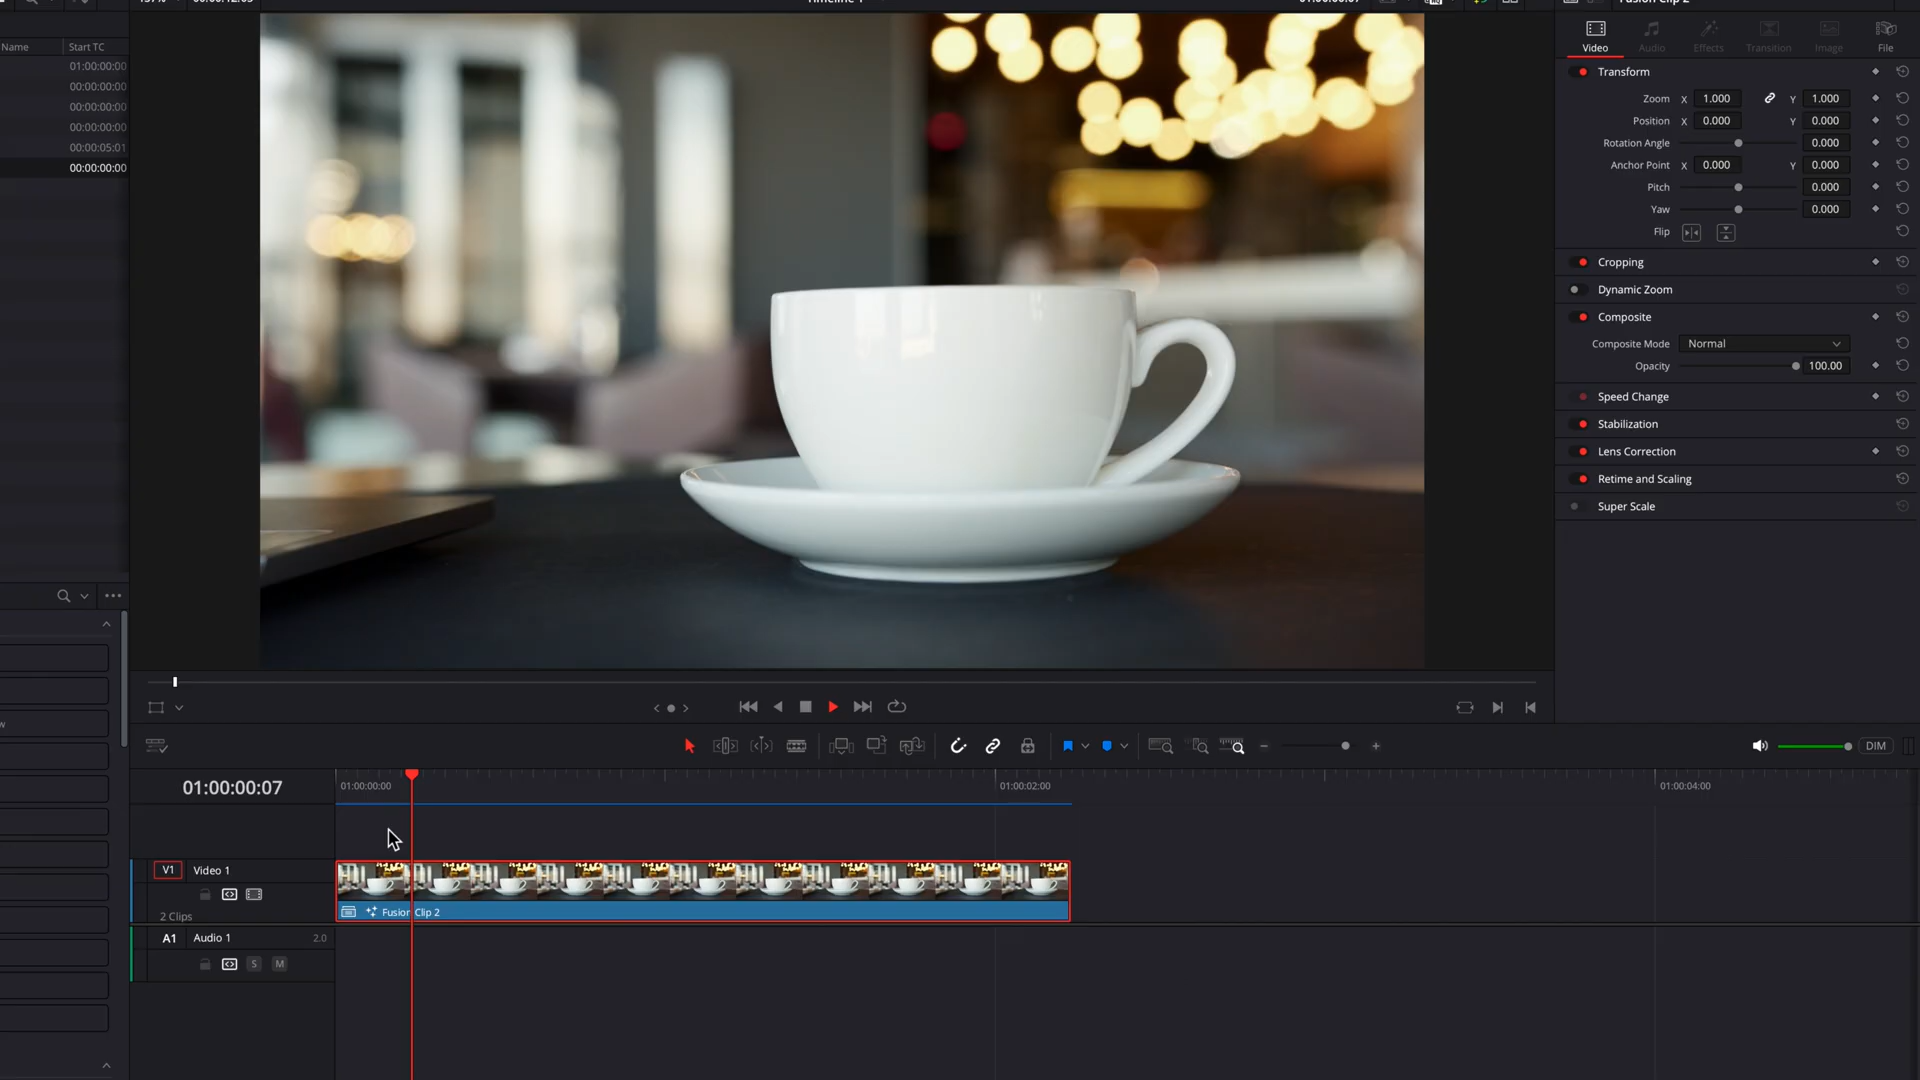 Name Start TC
01:00:00:00
00:00:00:00
00:00:00:00
00:00:00:00
00:00:05:01
00:00:00:00
w
Timeline 1
Fusion Clip 2
Video Audio Effects Transition Image File
Transform
Zoom X 1.000 Y 1.000
Position X 0.000 Y 0.000
Rotation Angle 0.000
Anchor Point X 0.000 Y 0.000
Pitch 0.000
Yaw 0.000
Flip
Cropping
Dynamic Zoom
Composite
Composite Mode Normal
Opacity 100.00
Speed Change
Stabilization
Lens Correction
Retime and Scaling
Super Scale
DIM
01:00:00:07
01:00:00:00 01:00:02:00 01:00:04:00
V1 Video 1
2 Clips
Fusion Clip 2
A1 Audio 1 2.0
S M